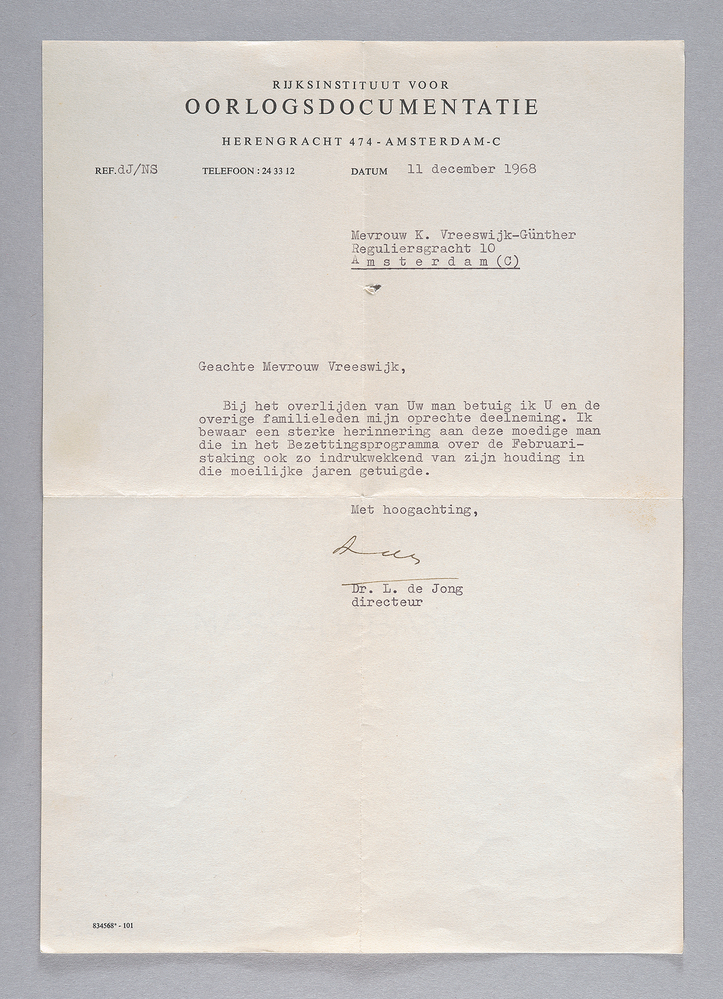 RIJKSINSTITUUT VOOR
OORLOGSDOCUMENTATIE
HERENGRACHT 474 - AMSTERDAM-C
REF. dJ/NS TELEFOON : 24 33 12 DATUM 11 december 1968
Mevrouw K. Vreeswijk-Günther
Reguliersgracht 10
A m s t e r d a m (C)
Geachte Mevrouw Vreeswijk,
Bij het overlijden van Uw man betuig ik U en de
overige familieleden mijn oprechte deelneming. Ik
bewaar een sterke herinnering aan deze moedige man
die in het Bezettingsprogramma over de Februari-
staking ook zo indrukwekkend van zijn houding in
die moeilijke jaren getuigde.
Met hoogachting,
Dr. L. de Jong
directeur
834568* - 101